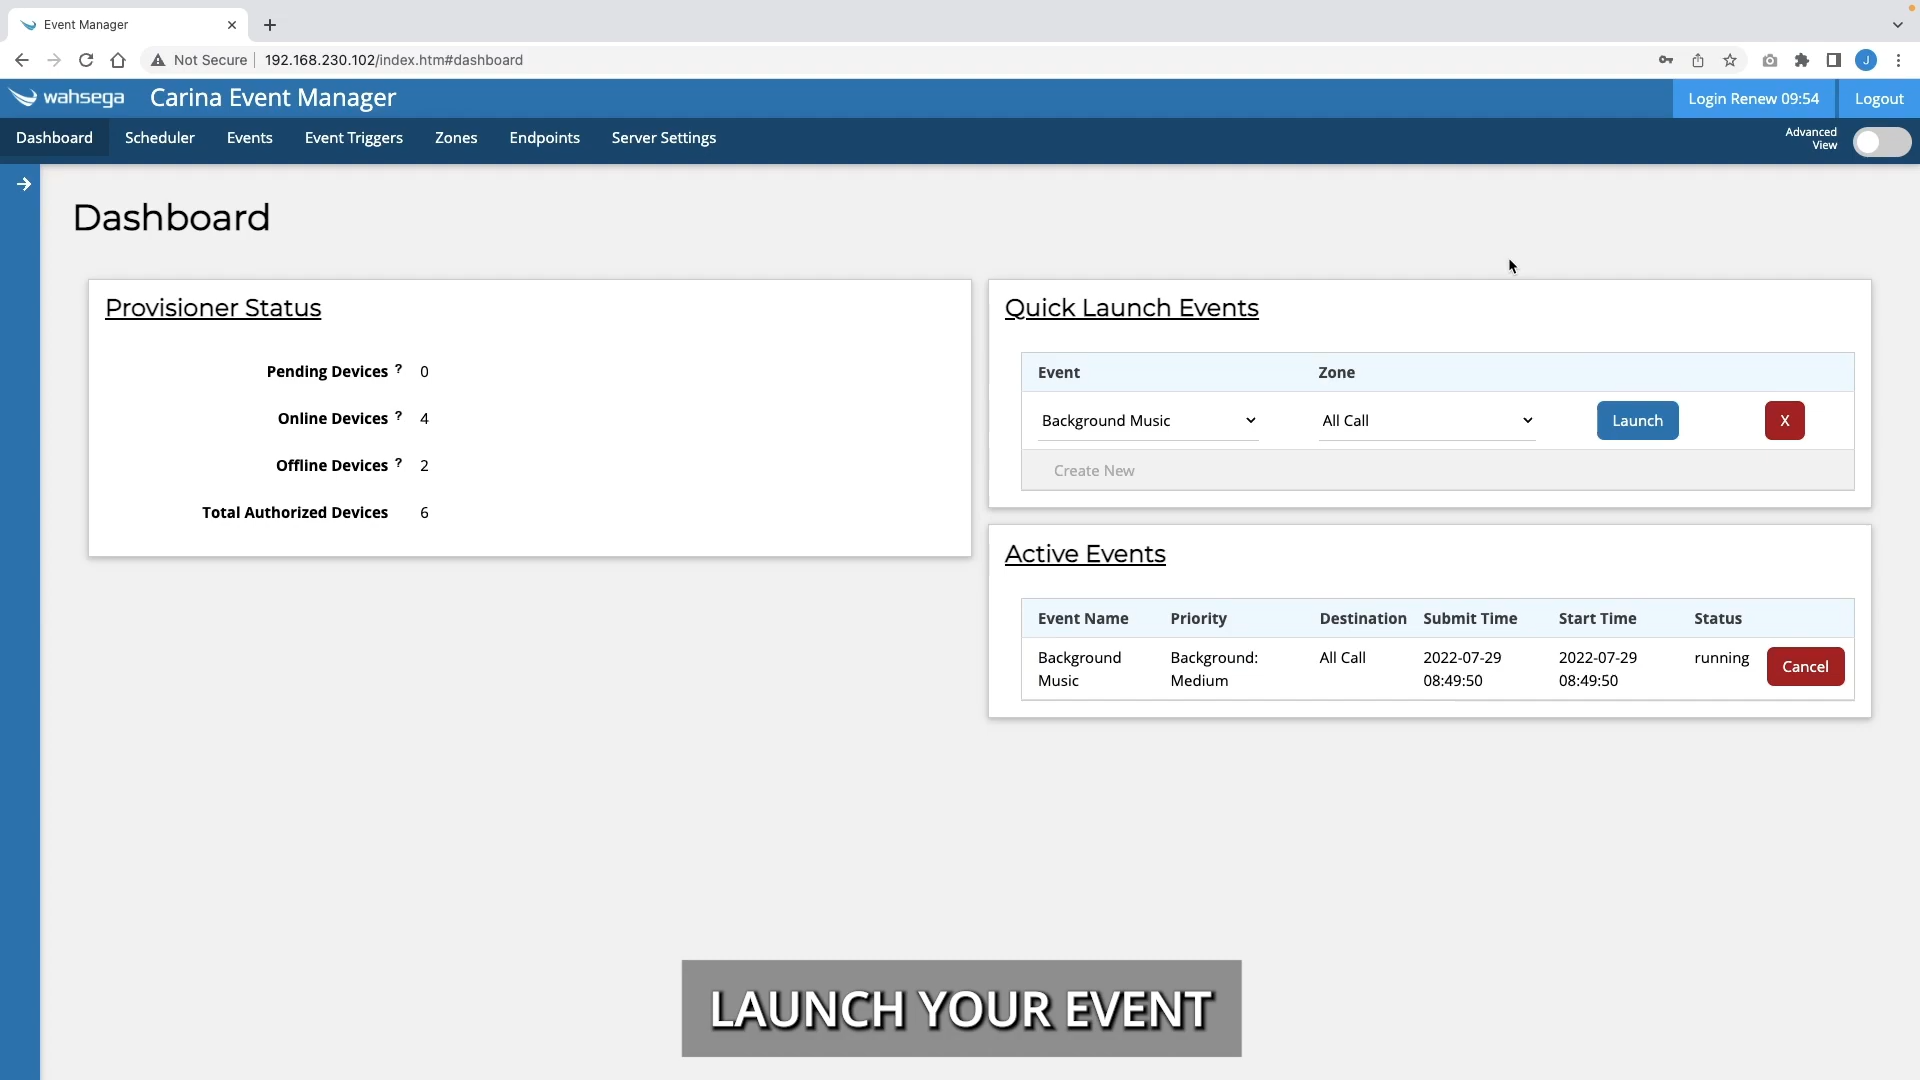 Event Manager
Not Secure
192.168.230.102/index.htm#dashboard
J
wahsega
Carina Event Manager
Login Renew 09:54
Logout
Dashboard
Scheduler
Events
Event Triggers
Zones
Endpoints
Server Settings
Advanced
View
Dashboard
Provisioner Status
Pending Devices ? 0
Online Devices ? 4
Offline Devices ? 2
Total Authorized Devices 6
Quick Launch Events
Event Zone
Background Music All Call Launch X
Create New
Active Events
Event Name Priority Destination Submit Time Start Time Status
Background Background: All Call 2022-07-29 2022-07-29 running Cancel
Music Medium 08:49:50 08:49:50
LAUNCH YOUR EVENT